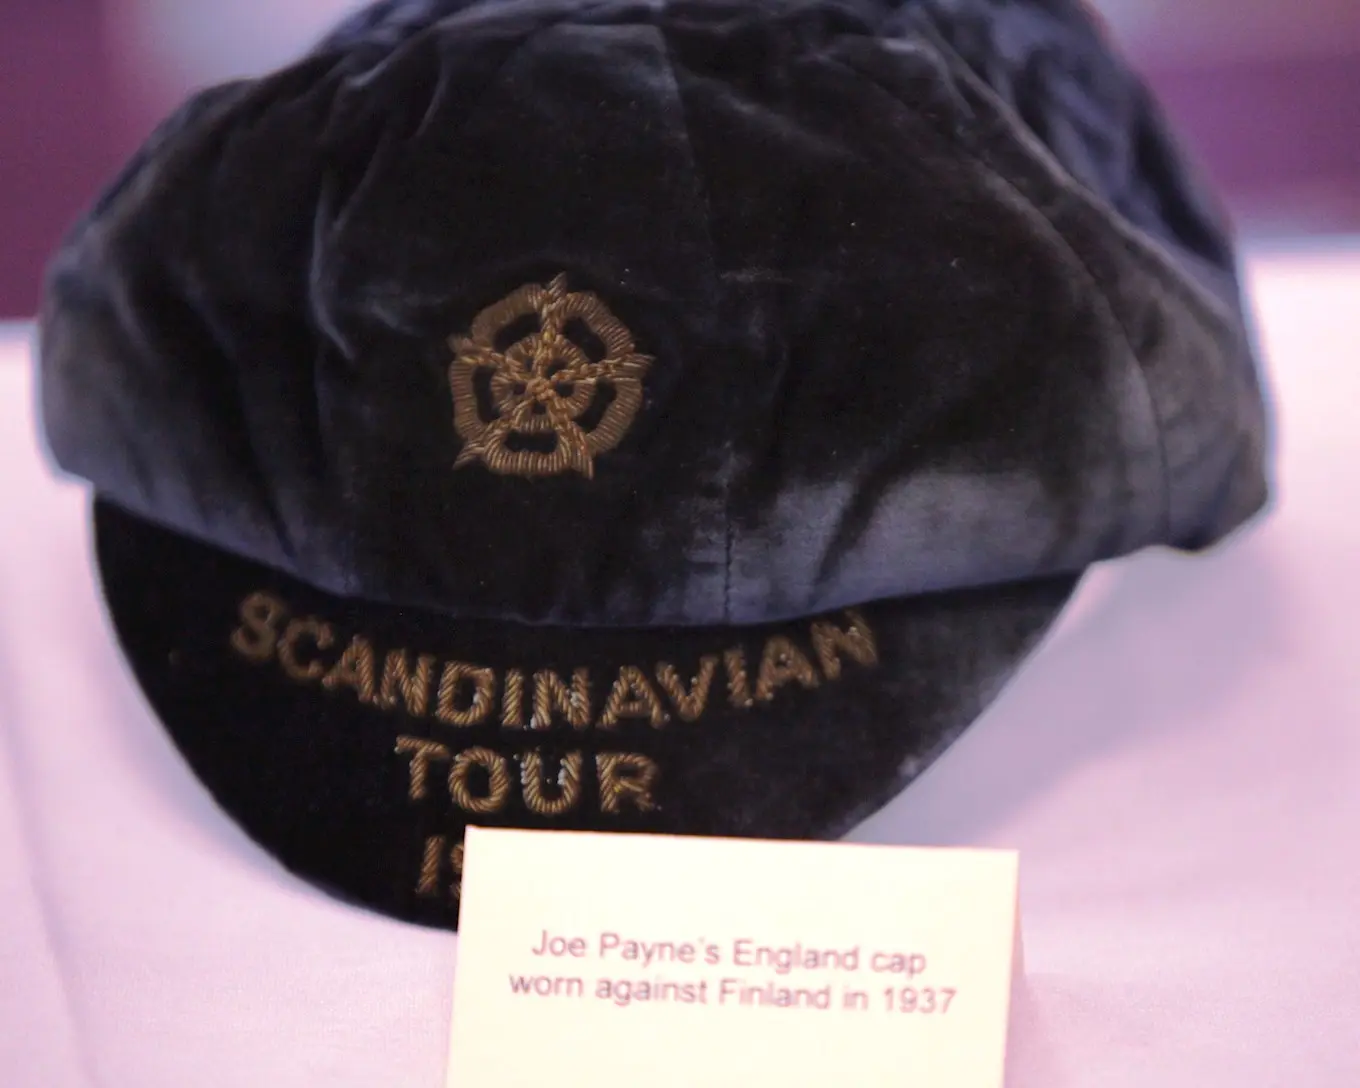 SCANDINAVIAN
TOUR
Joe Payne's England cap
worn against Finland in 1937